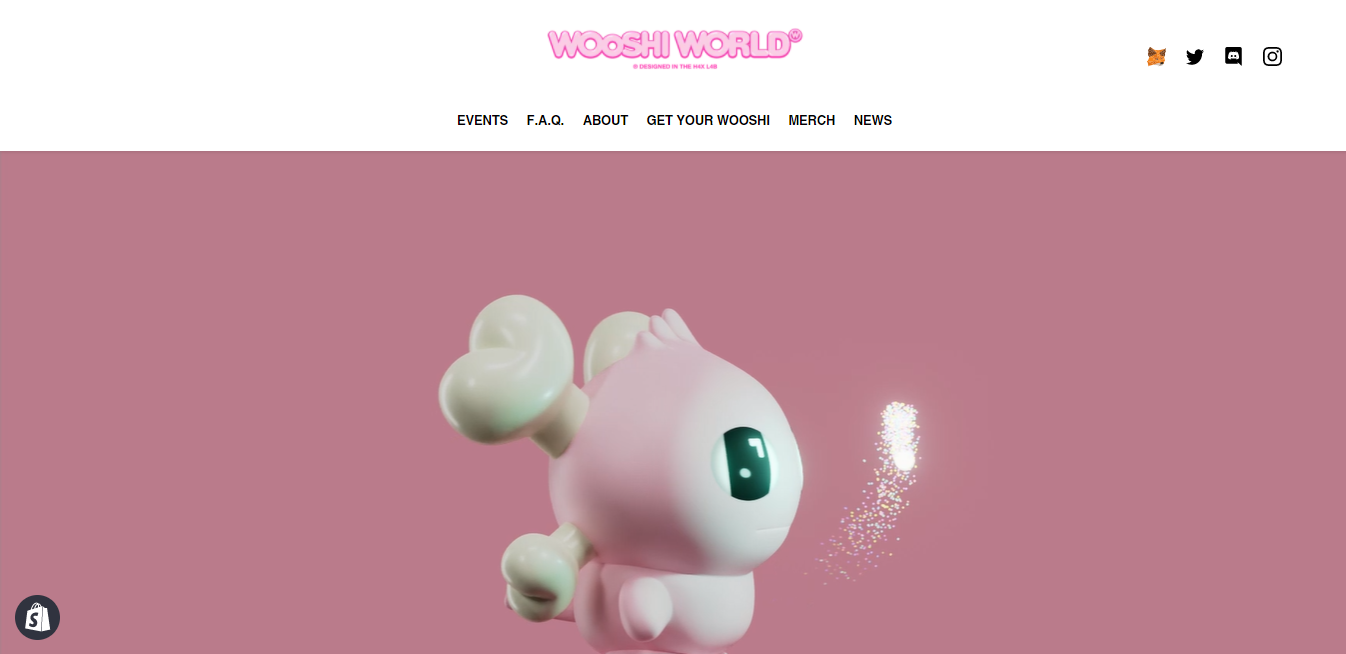 WOOSHI WORLD
© DESIGNED IN THE H4X LAB
EVENTS F.A.Q. ABOUT GET YOUR WOOSHI MERCH NEWS